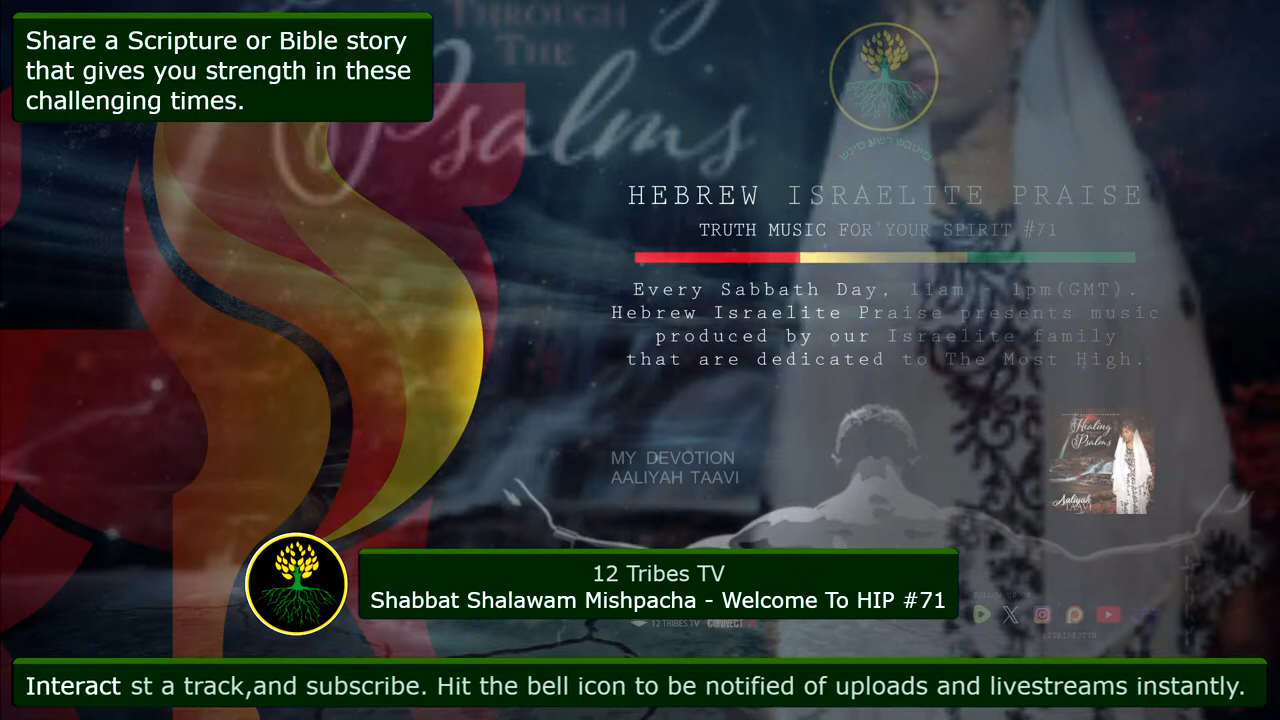 Share a Scripture or Bible story
that gives you strength in these
challenging times.
THROUGH
THE
Psalms
HEBREW ISRAELITE PRAISE
TRUTH MUSIC FOR YOUR SPIRIT #71
Every Sabbath Day, 11am - 1pm(GMT).
Hebrew Israelite Praise presents music
produced by our Israelite family
that are dedicated to The Most High.
MY DEVOTION
AALIYAH TAAVI
Healing
Psalms
Aaliyah
TAAVI
12 Tribes TV
Shabbat Shalawam Mishpacha - Welcome To HIP #71
12 TRIBES TV CONNECT
Interact st a track,and subscribe. Hit the bell icon to be notified of uploads and livestreams instantly.